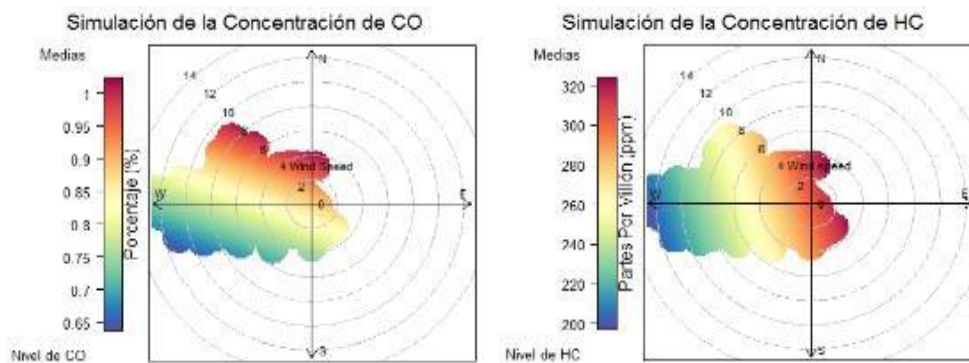 Simulación de la Concentración de CO
Medias
1
0.95
0.9
0.85
0.8
0.75
0.7
0.65
Porcentaje (%)
Nivel de CO
14
12
10
8
6
4 Wind Speed
2
0
N
W
E
S
Simulación de la Concentración de HC
Medias
320
300
280
260
240
220
200
Partes Por Villón (ppm)
Nivel de HC
14
12
10
8
6
4 Wind speed
2
0
N
W
E
S